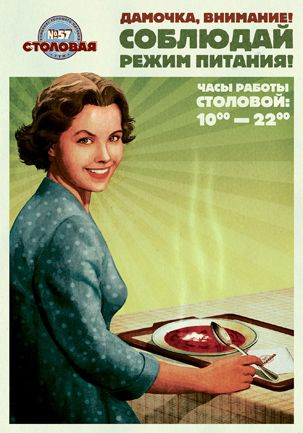 №57
СТОЛОВАЯ
ДАМОЧКА, ВНИМАНИЕ!
СОБЛЮДАЙ
РЕЖИМ ПИТАНИЯ!
ЧАСЫ РАБОТЫ
СТОЛОВОЙ:
10⁰⁰ — 22⁰⁰